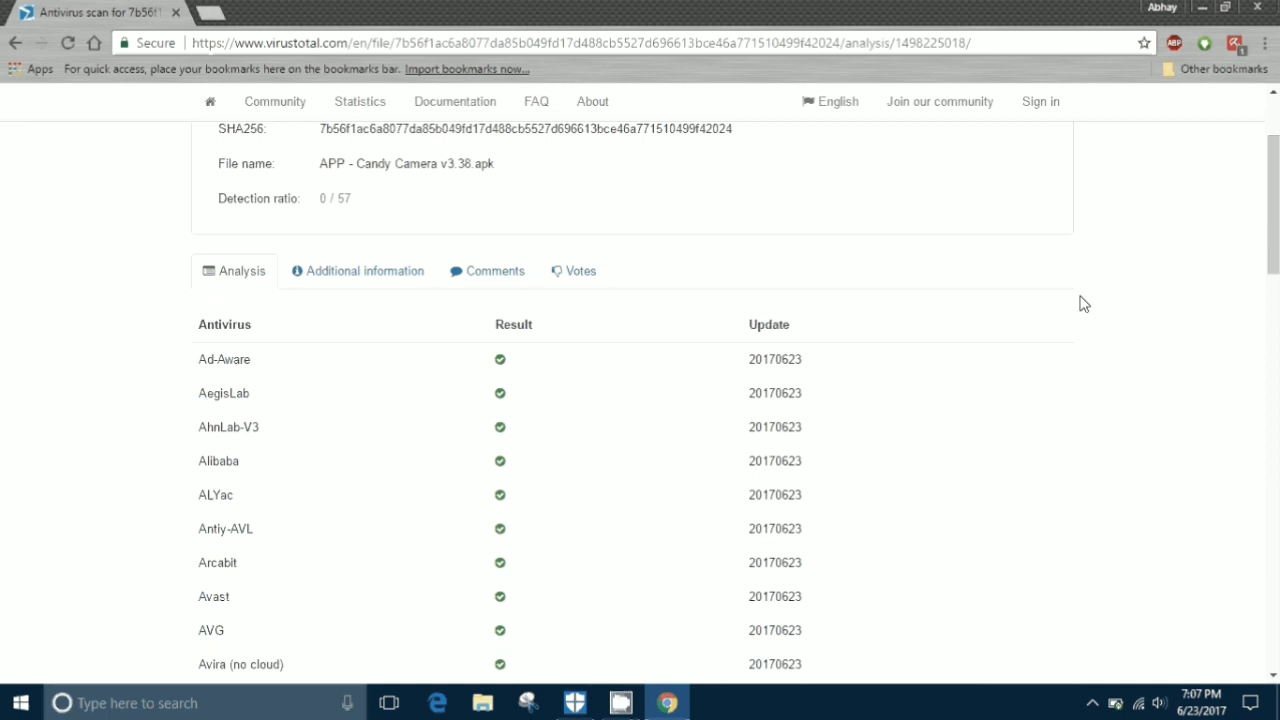 Antivirus scan for 7b56f1
Abhay
Secure
https://www.virustotal.com/en/file/7b56f1ac6a8077da85b049fd17d488cb5527d696613bce46a771510499f42024/analysis/1498225018/
ABP
1
Apps For quick access, place your bookmarks here on the bookmarks bar. Import bookmarks now...
Other bookmarks
Community Statistics Documentation FAQ About English Join our community Sign in
SHA256: 7b56f1ac6a8077da85b049fd17d488cb5527d696613bce46a771510499f42024
File name: APP - Candy Camera v3.38.apk
Detection ratio: 0 / 57
Analysis Additional information Comments Votes
Antivirus Result Update
Ad-Aware 20170623
AegisLab 20170623
AhnLab-V3 20170623
Alibaba 20170623
ALYac 20170623
Antiy-AVL 20170623
Arcabit 20170623
Avast 20170623
AVG 20170623
Avira (no cloud) 20170623
Type here to search
7:07 PM
6/23/2017